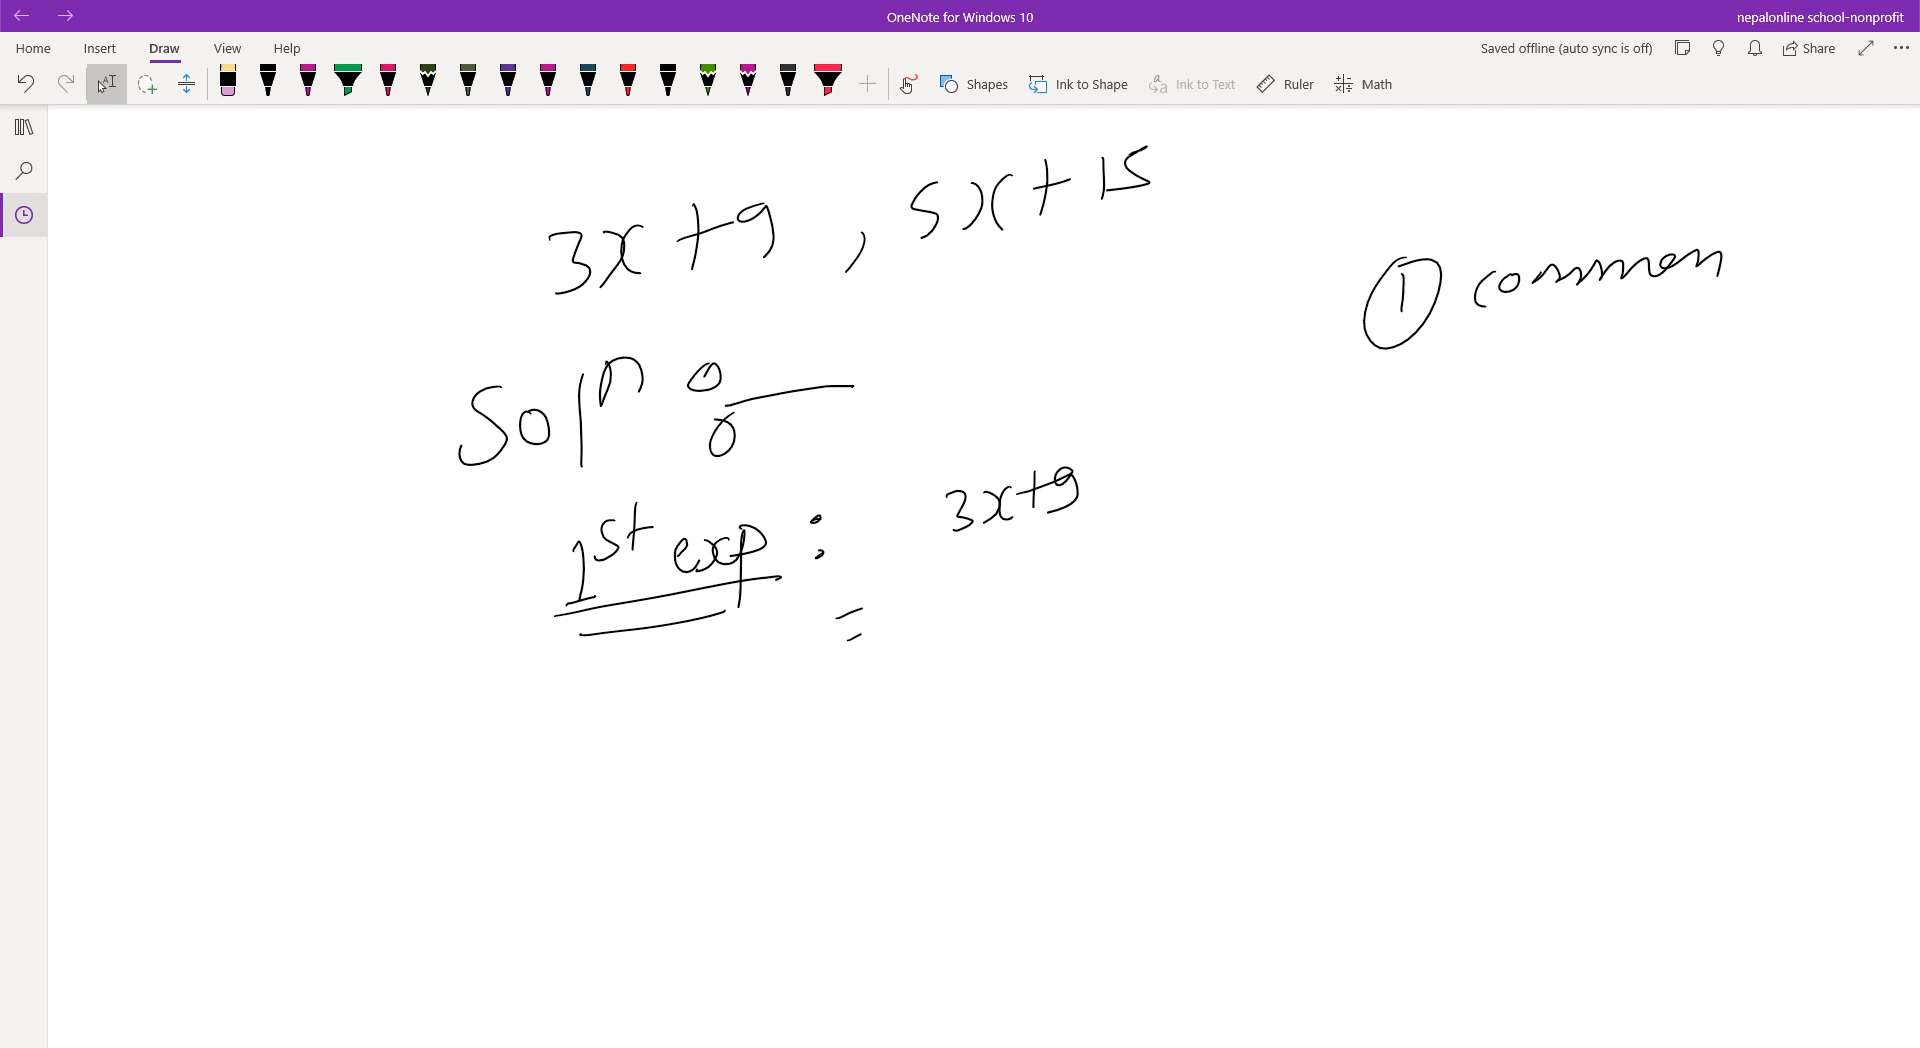 OneNote for Windows 10
nepalonline school-nonprofit
Home Insert Draw View Help
Saved offline (auto sync is off) Share
Shapes Ink to Shape Ink to Text Ruler Math
3x+9, 5x+15
① common
Solⁿ :-
1st exp : 3x+9
=